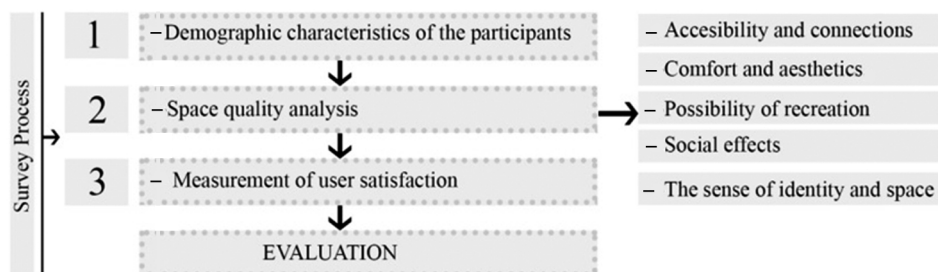 Survey Process
1
– Demographic characteristics of the participants
2
– Space quality analysis
3
– Measurement of user satisfaction
EVALUATION
– Accesibility and connections
– Comfort and aesthetics
– Possibility of recreation
– Social effects
– The sense of identity and space